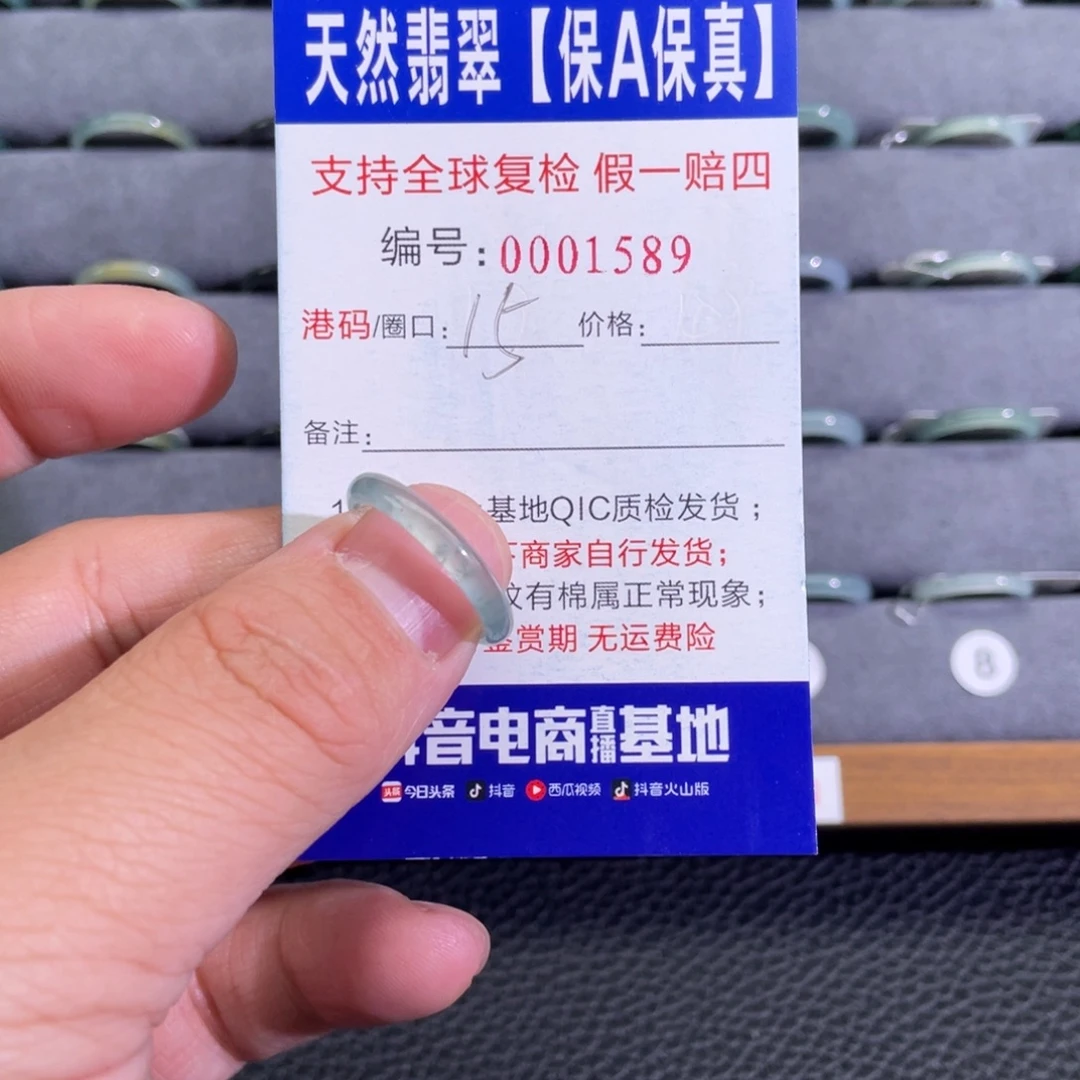 天然翡翠【保A保真】
支持全球复检 假一赔四
编号：0001589
港码/圈口：15 价格：
备注：
1 基地QIC质检发货；
商家自行发货；
有棉属正常现象；
鉴赏期 无运费险
音电商直播基地
头条 今日头条 抖音 西瓜视频 抖音火山版
B